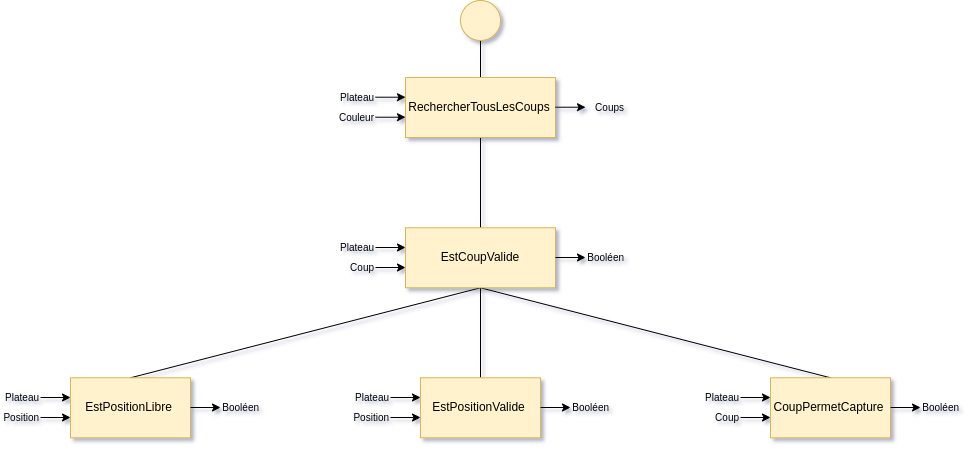 Plateau
Couleur
RechercherTousLesCoups
Coups
Plateau
Coup
EstCoupValide
Booléen
Plateau
Position
EstPositionLibre
Booléen
Plateau
Position
EstPositionValide
Booléen
Plateau
Coup
CoupPermetCapture
Booléen